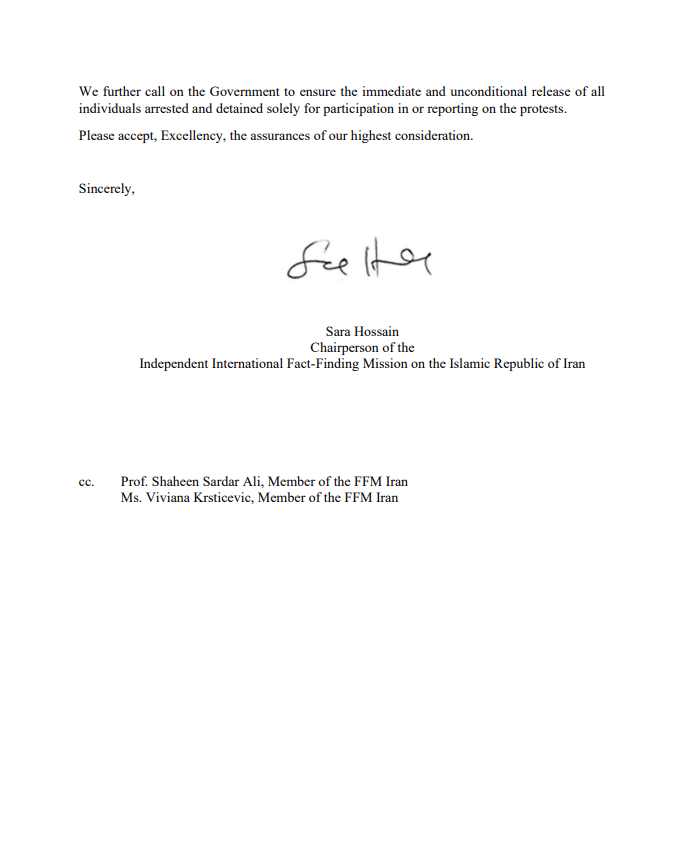 We further call on the Government to ensure the immediate and unconditional release of all
individuals arrested and detained solely for participation in or reporting on the protests.
Please accept, Excellency, the assurances of our highest consideration.
Sincerely,
Sara Hossain
Chairperson of the
Independent International Fact-Finding Mission on the Islamic Republic of Iran
cc. Prof. Shaheen Sardar Ali, Member of the FFM Iran
Ms. Viviana Krsticevic, Member of the FFM Iran